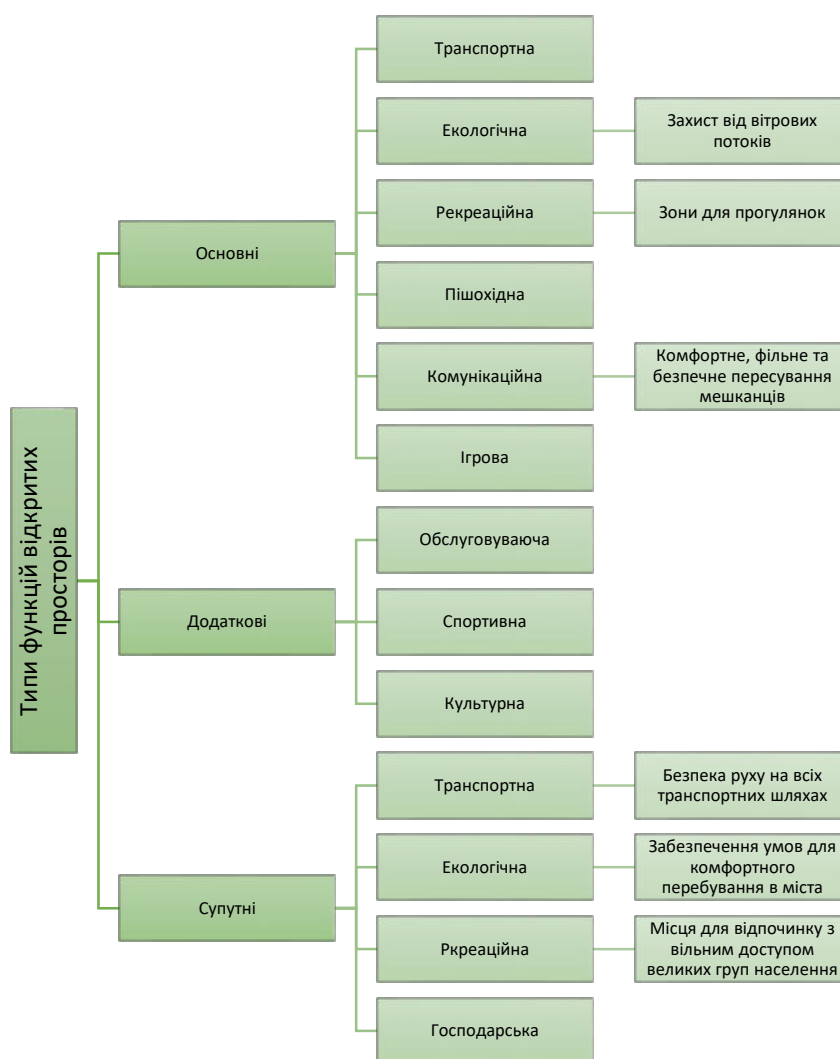 Типи функцій відкритих
просторів
Основні
Транспортна
Екологічна
Захист від вітрових
потоків
Рекреаційна
Зони для прогулянок
Пішохідна
Комунікаційна
Комфортне, фільне та
безпечне пересування
мешканців
Ігрова
Додаткові
Обслуговуваюча
Спортивна
Культурна
Супутні
Транспортна
Безпека руху на всіх
транспортних шляхах
Екологічна
Забезпечення умов для
комфортного
перебування в міста
Ркреаційна
Місця для відпочинку з
вільним доступом
великих груп населення
Господарська